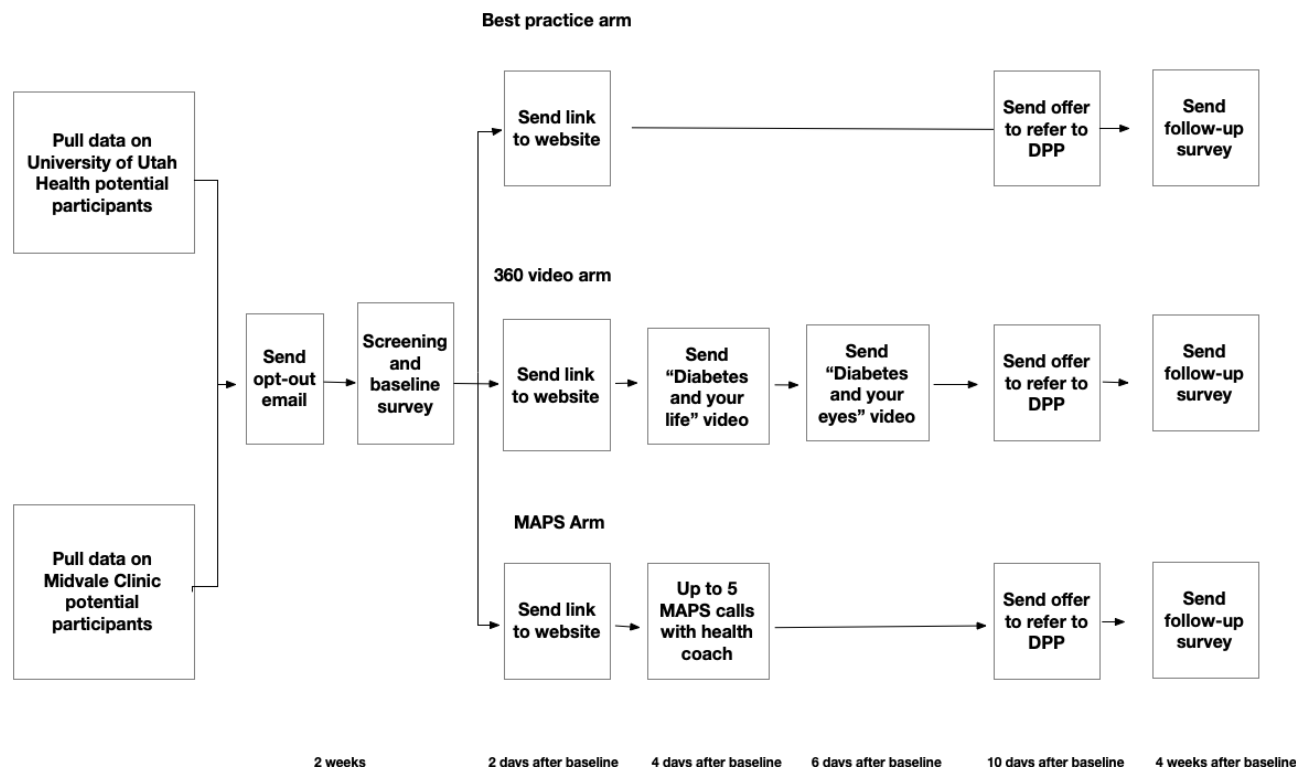 Best practice arm
Pull data on
University of Utah
Health potential
participants
Send link
to website
Send offer
to refer to
DPP
Send
follow-up
survey
360 video arm
Send
opt-out
email
Screening
and
baseline
survey
Send link
to website
Send
“Diabetes
and your
life” video
Send
“Diabetes
and your
eyes” video
Send offer
to refer to
DPP
Send
follow-up
survey
MAPS Arm
Pull data on
Midvale Clinic
potential
participants
Send link
to website
Up to 5
MAPS calls
with health
coach
Send offer
to refer to
DPP
Send
follow-up
survey
2 weeks
2 days after baseline
4 days after baseline
6 days after baseline
10 days after baseline
4 weeks after baseline